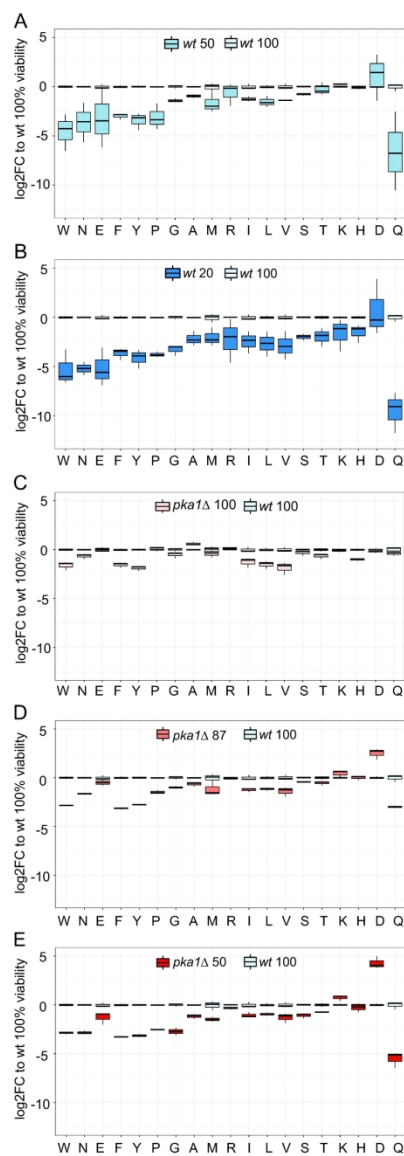 A
wt 50 wt 100
log2FC to wt 100% viability
5
0
-5
-10
W N E F Y P G A M R I L V S T K H D Q
B
wt 20 wt 100
log2FC to wt 100% viability
5
0
-5
-10
W N E F Y P G A M R I L V S T K H D Q
C
pka1Δ 100 wt 100
log2FC to wt 100% viability
5
0
-5
-10
W N E F Y P G A M R I L V S T K H D Q
D
pka1Δ 87 wt 100
log2FC to wt 100% viability
5
0
-5
-10
W N E F Y P G A M R I L V S T K H D Q
E
pka1Δ 50 wt 100
log2FC to wt 100% viability
5
0
-5
-10
W N E F Y P G A M R I L V S T K H D Q